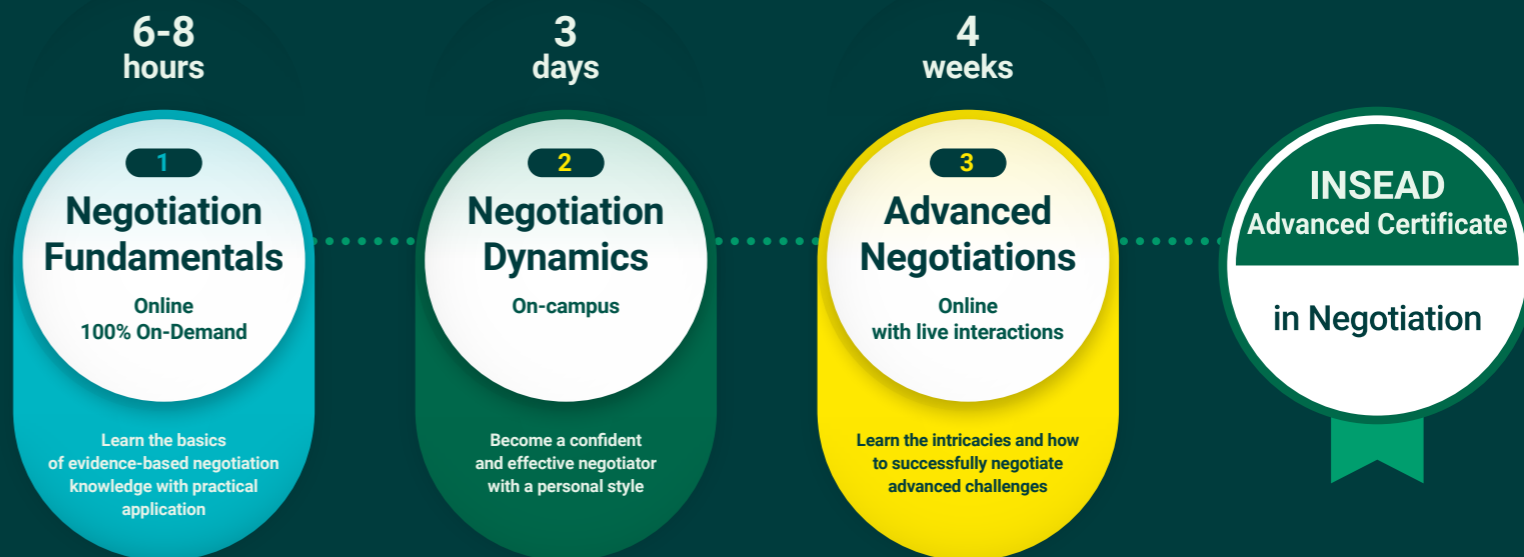 6-8
hours
1
Negotiation
Fundamentals
Online
100% On-Demand
Learn the basics
of evidence-based negotiation
knowledge with practical
application
3
days
2
Negotiation
Dynamics
On-campus
Become a confident
and effective negotiator
with a personal style
4
weeks
3
Advanced
Negotiations
Online
with live interactions
Learn the intricacies and how
to successfully negotiate
advanced challenges
INSEAD
Advanced Certificate
in Negotiation